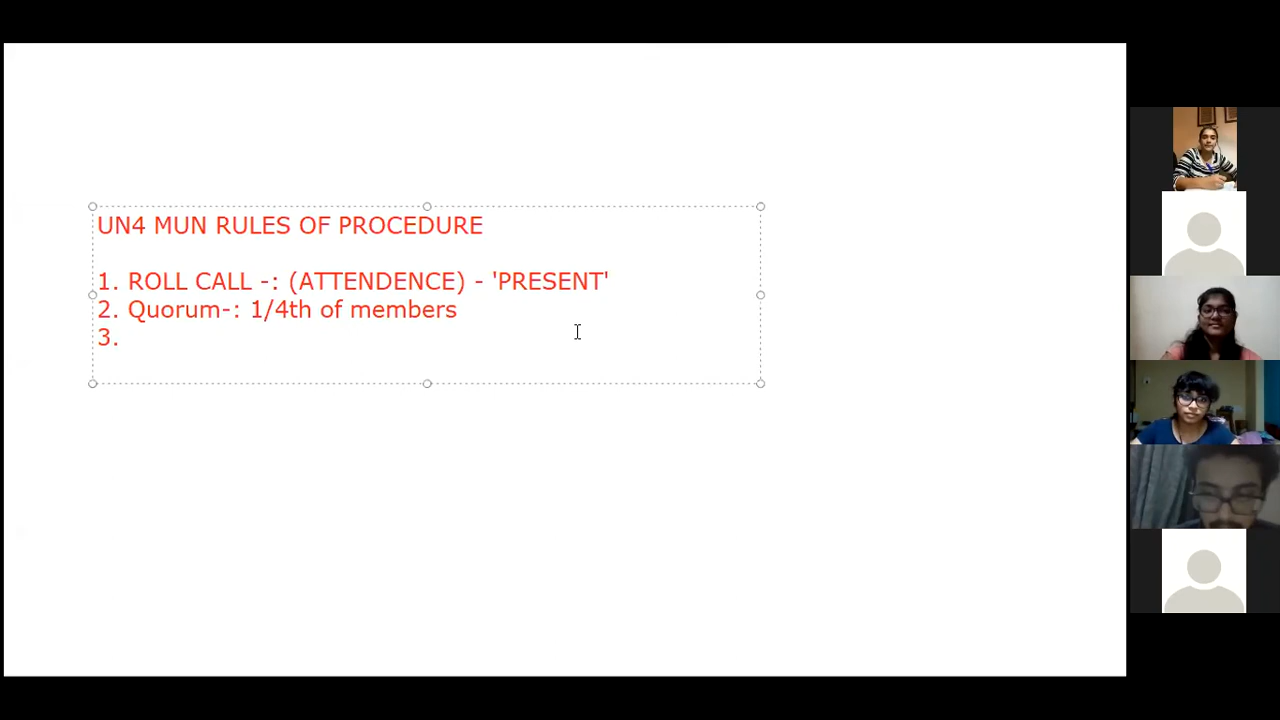 UN4 MUN RULES OF PROCEDURE
1. ROLL CALL -: (ATTENDENCE) - 'PRESENT'
2. Quorum-: 1/4th of members
3.